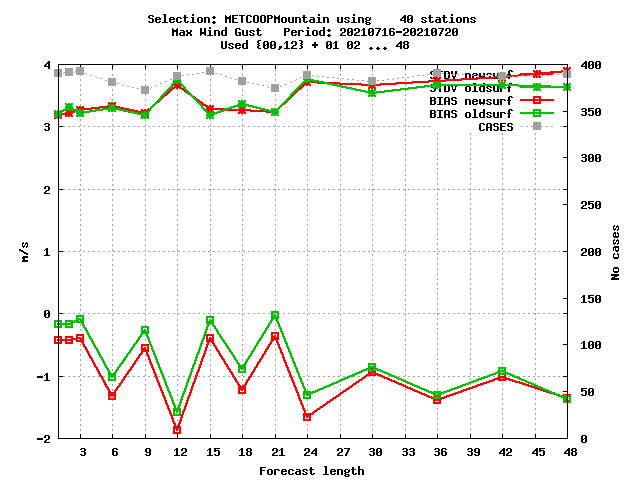 Selection: METCOOPMountain using    40 stations
Max Wind Gust   Period: 20210716-20210720
Used {00,12} + 01 02 ... 48
STDV newsurf
STDV oldsurf
BIAS newsurf
BIAS oldsurf
CASES
m/s
4
3
2
1
0
-1
-2
No cases
400
350
300
250
200
150
100
50
0
3 6 9 12 15 18 21 24 27 30 33 36 39 42 45 48
Forecast length